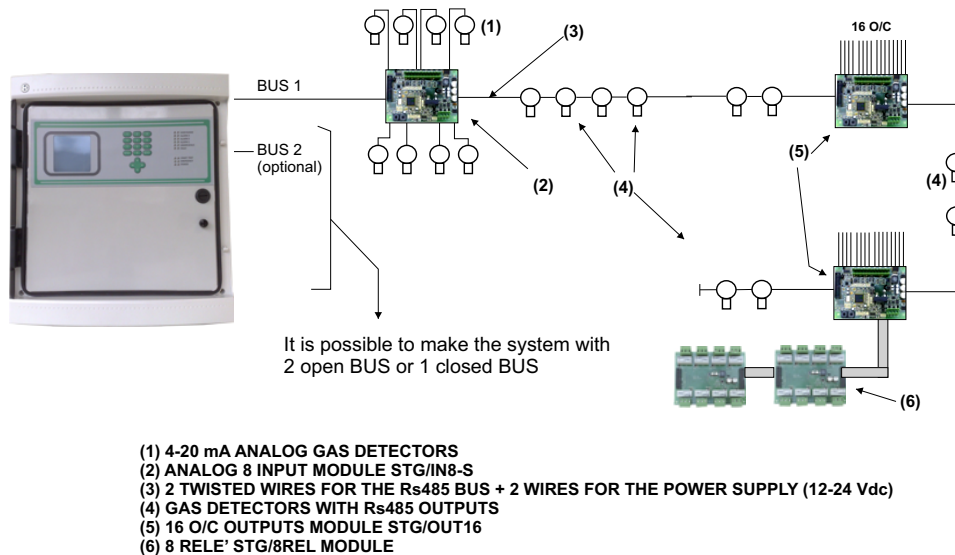 (1)
(3)
16 O/C
BUS 1
BUS 2
(optional)
(2)
(4)
(5)
(4)
It is possible to make the system with
2 open BUS or 1 closed BUS
(6)
(1) 4-20 mA ANALOG GAS DETECTORS
(2) ANALOG 8 INPUT MODULE STG/IN8-S
(3) 2 TWISTED WIRES FOR THE Rs485 BUS + 2 WIRES FOR THE POWER SUPPLY (12-24 Vdc)
(4) GAS DETECTORS WITH Rs485 OUTPUTS
(5) 16 O/C OUTPUTS MODULE STG/OUT16
(6) 8 RELE' STG/8REL MODULE